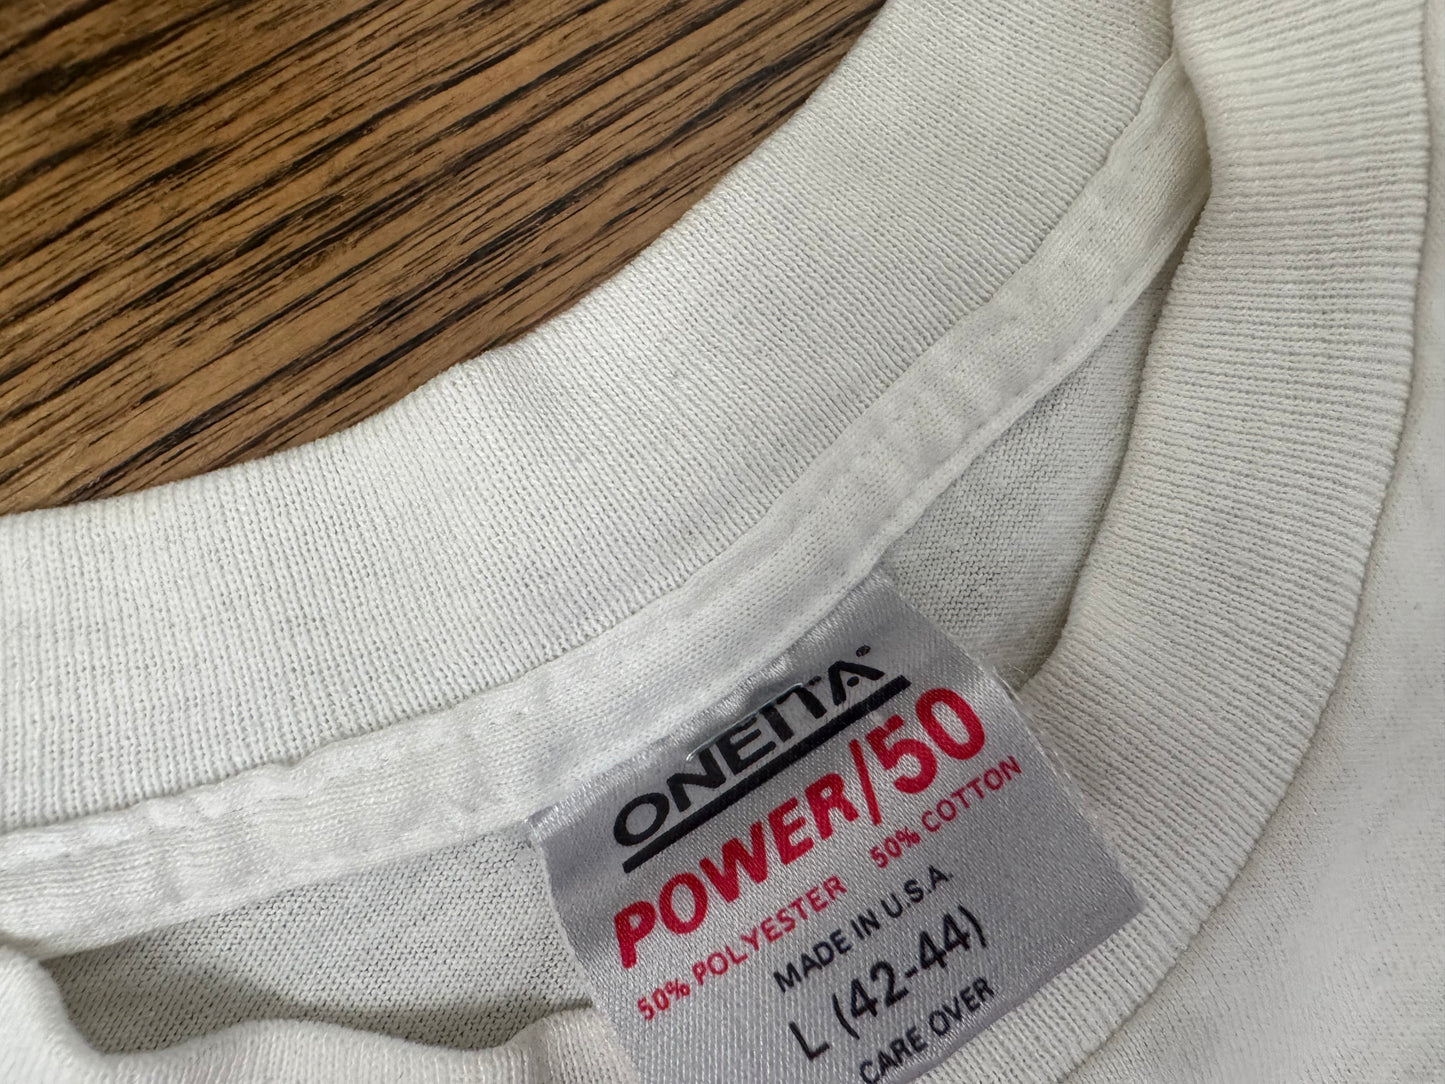 ONEITA®
POWER/50
50% POLYESTER 50% COTTON
MADE IN U.S.A.
L (42-44)
CARE OVER